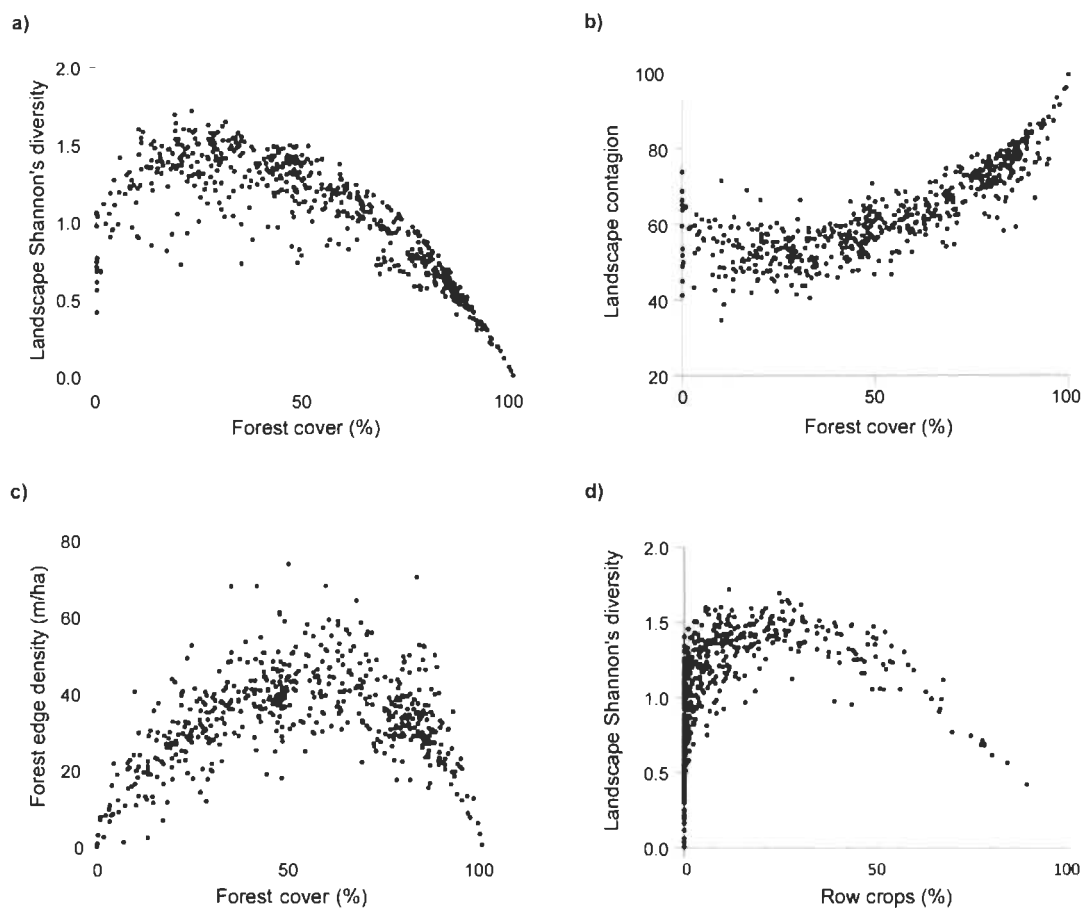 a)
2.0
1.5
1.0
0.5
0.0
Landscape Shannon's diversity
0 50 100
Forest cover (%)
b)
100
80
60
40
20
Landscape contagion
0 50 100
Forest cover (%)
c)
80
60
40
20
0
Forest edge density (m/ha)
0 50 100
Forest cover (%)
d)
2.0
1.5
1.0
0.5
0.0
Landscape Shannon's diversity
0 50 100
Row crops (%)